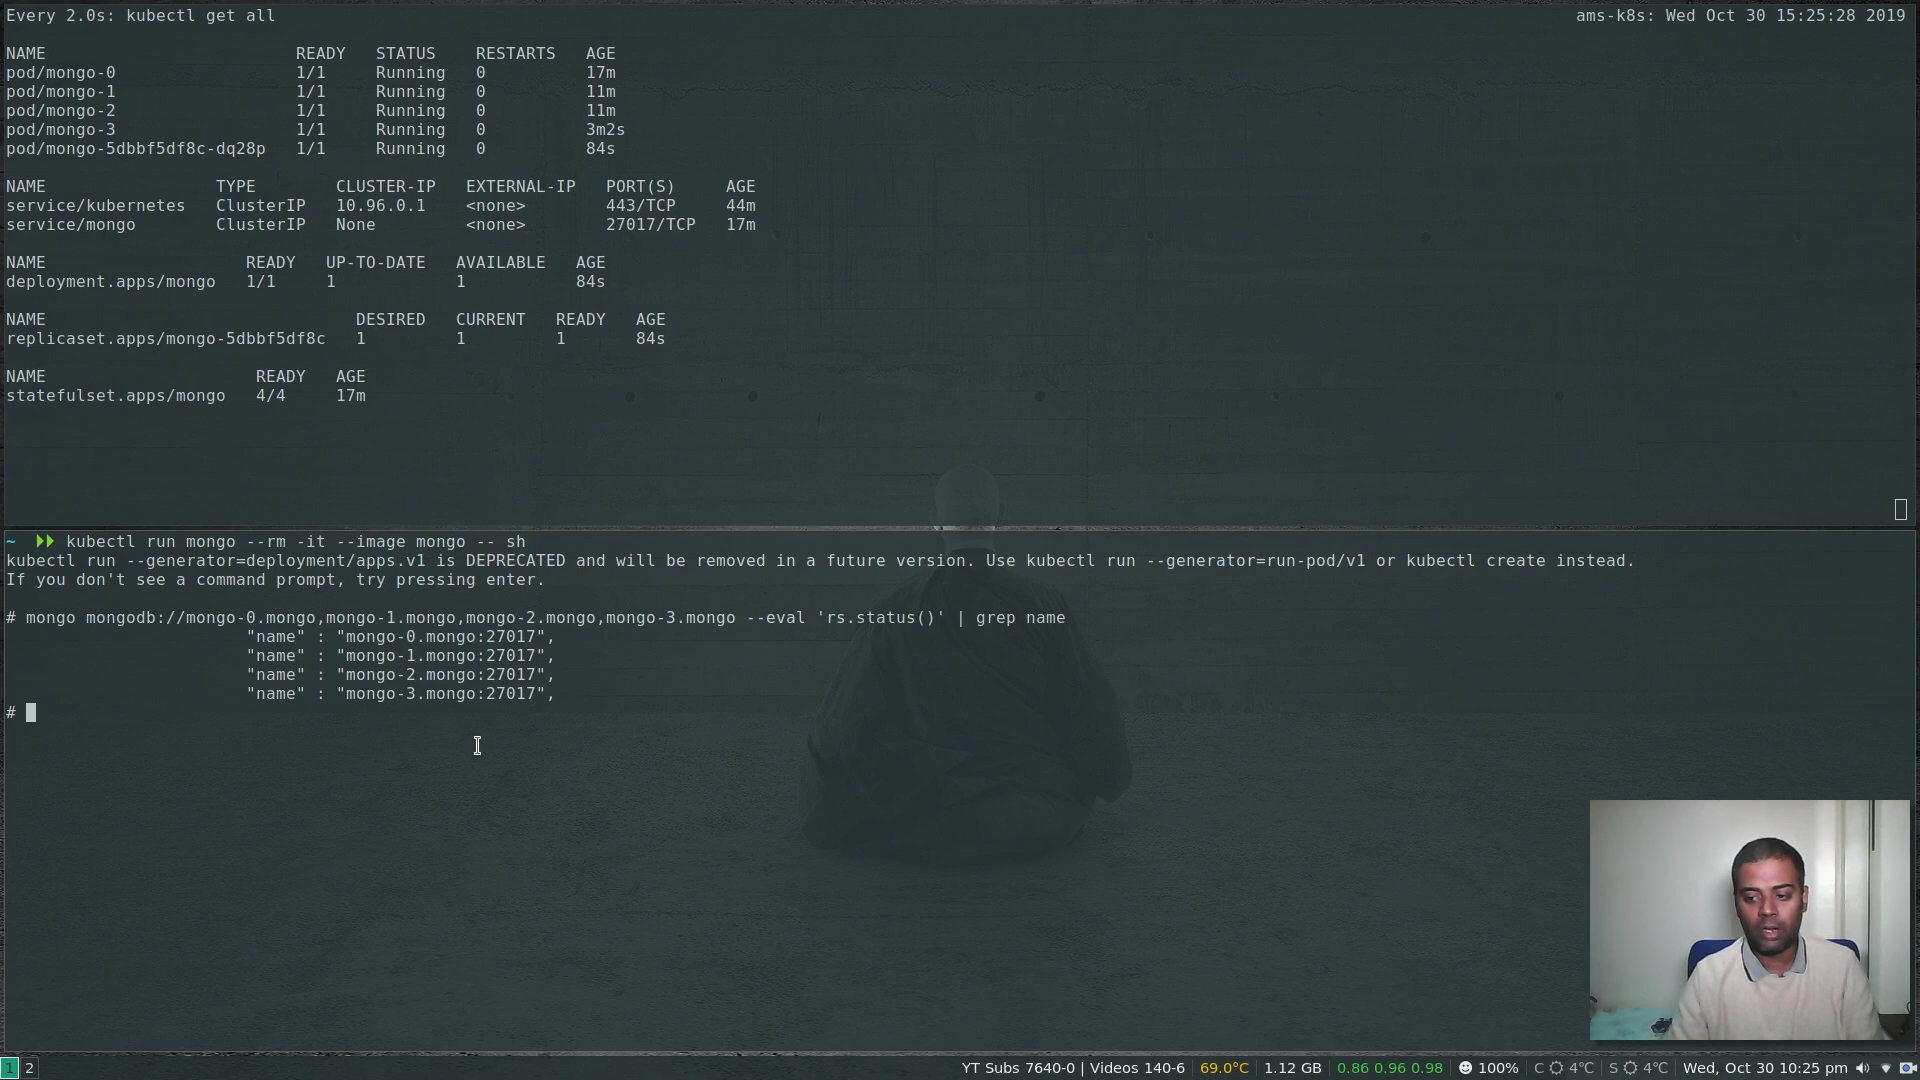 Every 2.0s: kubectl get all ams-k8s: Wed Oct 30 15:25:28 2019
NAME READY STATUS RESTARTS AGE
pod/mongo-0 1/1 Running 0 17m
pod/mongo-1 1/1 Running 0 11m
pod/mongo-2 1/1 Running 0 11m
pod/mongo-3 1/1 Running 0 3m2s
pod/mongo-5dbbf5df8c-dq28p 1/1 Running 0 84s
NAME TYPE CLUSTER-IP EXTERNAL-IP PORT(S) AGE
service/kubernetes ClusterIP 10.96.0.1 <none> 443/TCP 44m
service/mongo ClusterIP None <none> 27017/TCP 17m
NAME READY UP-TO-DATE AVAILABLE AGE
deployment.apps/mongo 1/1 1 1 84s
NAME DESIRED CURRENT READY AGE
replicaset.apps/mongo-5dbbf5df8c 1 1 1 84s
NAME READY AGE
statefulset.apps/mongo 4/4 17m
~ kubectl run mongo --rm -it --image mongo -- sh
kubectl run --generator=deployment/apps.v1 is DEPRECATED and will be removed in a future version. Use kubectl run --generator=run-pod/v1 or kubectl create instead.
If you don't see a command prompt, try pressing enter.
# mongo mongodb://mongo-0.mongo,mongo-1.mongo,mongo-2.mongo,mongo-3.mongo --eval 'rs.status()' | grep name
"name" : "mongo-0.mongo:27017",
"name" : "mongo-1.mongo:27017",
"name" : "mongo-2.mongo:27017",
"name" : "mongo-3.mongo:27017",
#
1 2 YT Subs 7640-0 | Videos 140-6 69.0°C 1.12 GB 0.86 0.96 0.98 100% C 4℃ S 4℃ Wed, Oct 30 10:25 pm